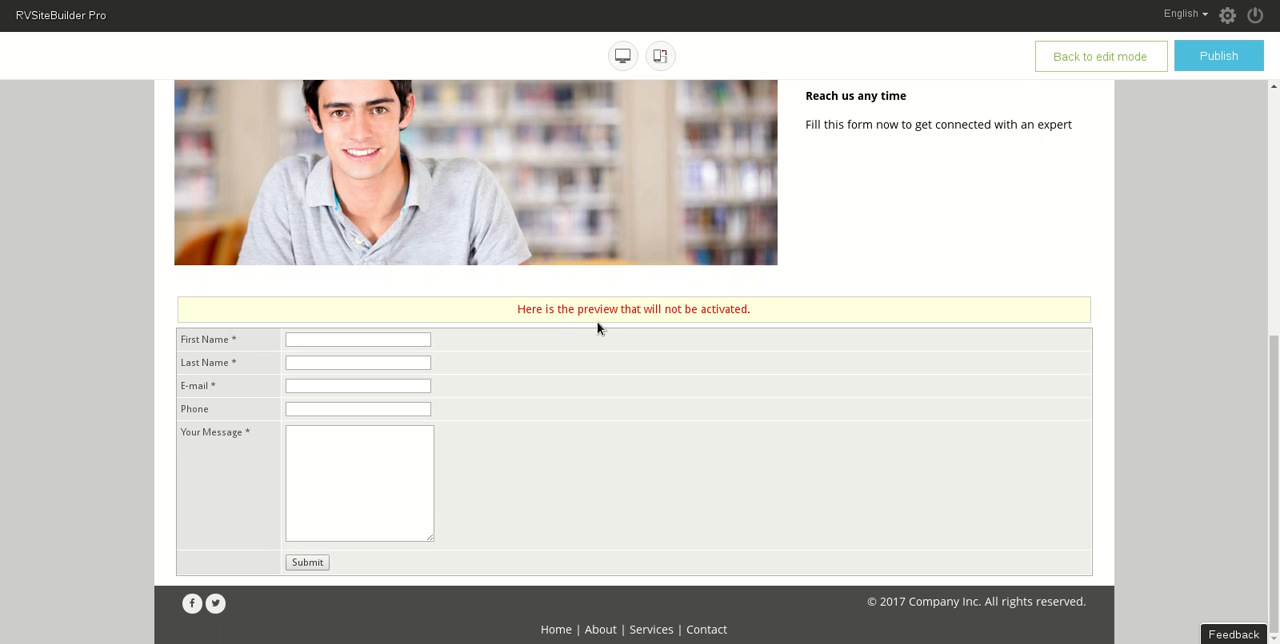 RVSiteBuilder Pro
English
Back to edit mode
Publish
Reach us any time
Fill this form now to get connected with an expert
Here is the preview that will not be activated.
First Name *
Last Name *
E-mail *
Phone
Your Message *
Submit
© 2017 Company Inc. All rights reserved.
Home | About | Services | Contact
Feedback